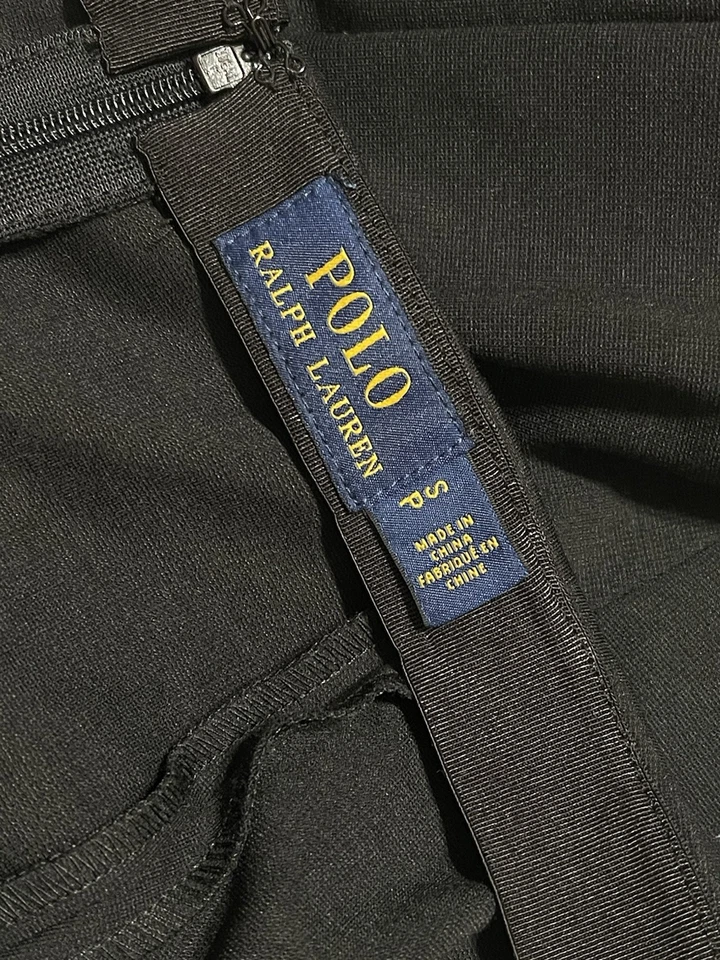 POLO
RALPH LAUREN
S
P
MADE IN
CHINA
FABRIQUÉ EN
CHINE